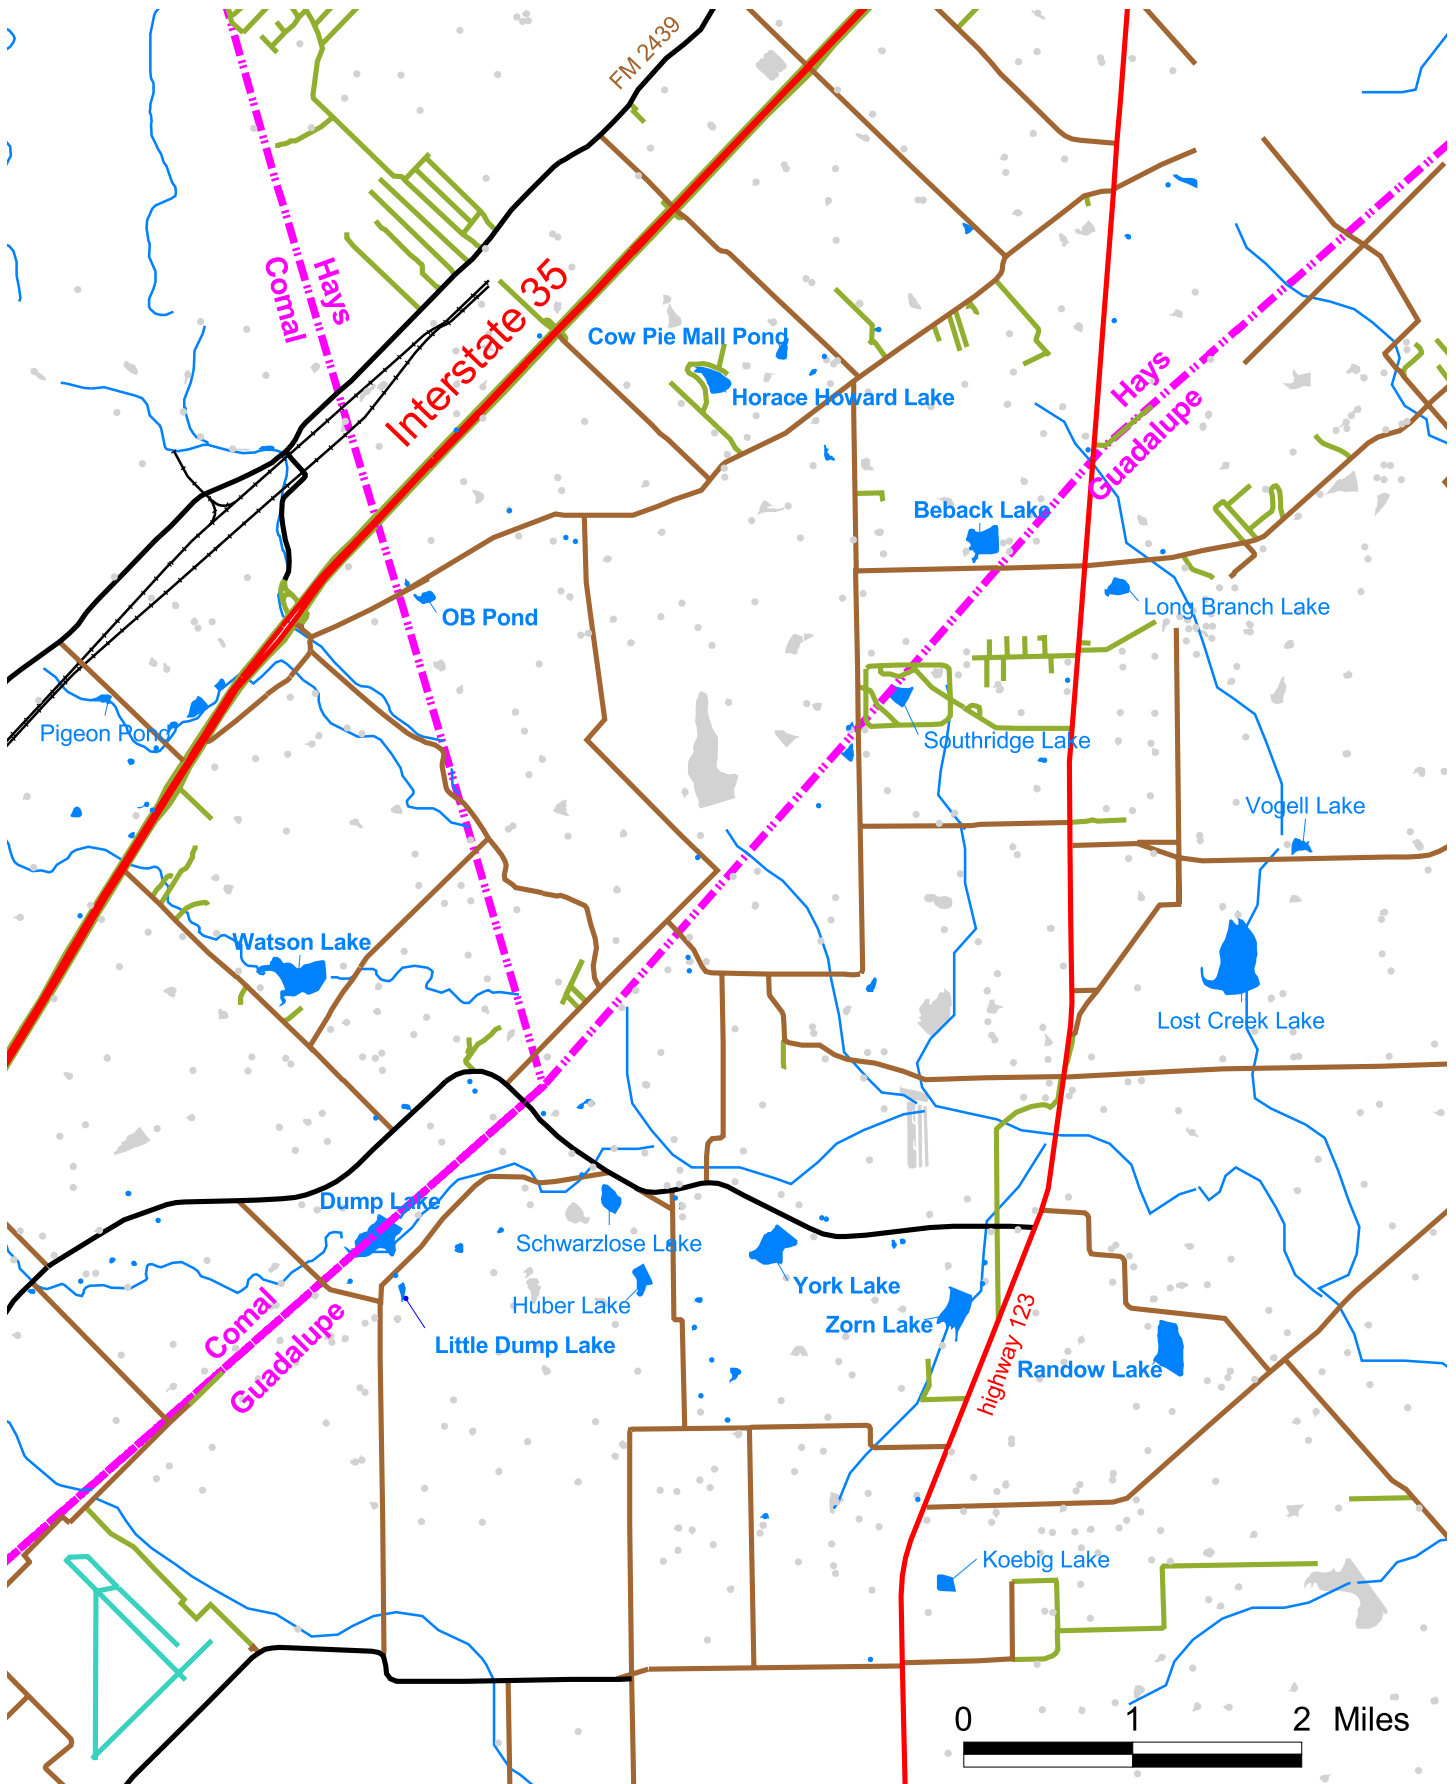 FM 2439
Hays
Comal
Interstate 35
Cow Pie Mall Pond
Horace Howard Lake
Hays
Guadalupe
Beback Lake
OB Pond
Long Branch Lake
Pigeon Pond
Southridge Lake
Vogell Lake
Watson Lake
Lost Creek Lake
Dump Lake
Schwarzlose Lake
Huber Lake
York Lake
Zorn Lake
Little Dump Lake
Comal
Guadalupe
highway 123
Randow Lake
Koebig Lake
0 1 2 Miles